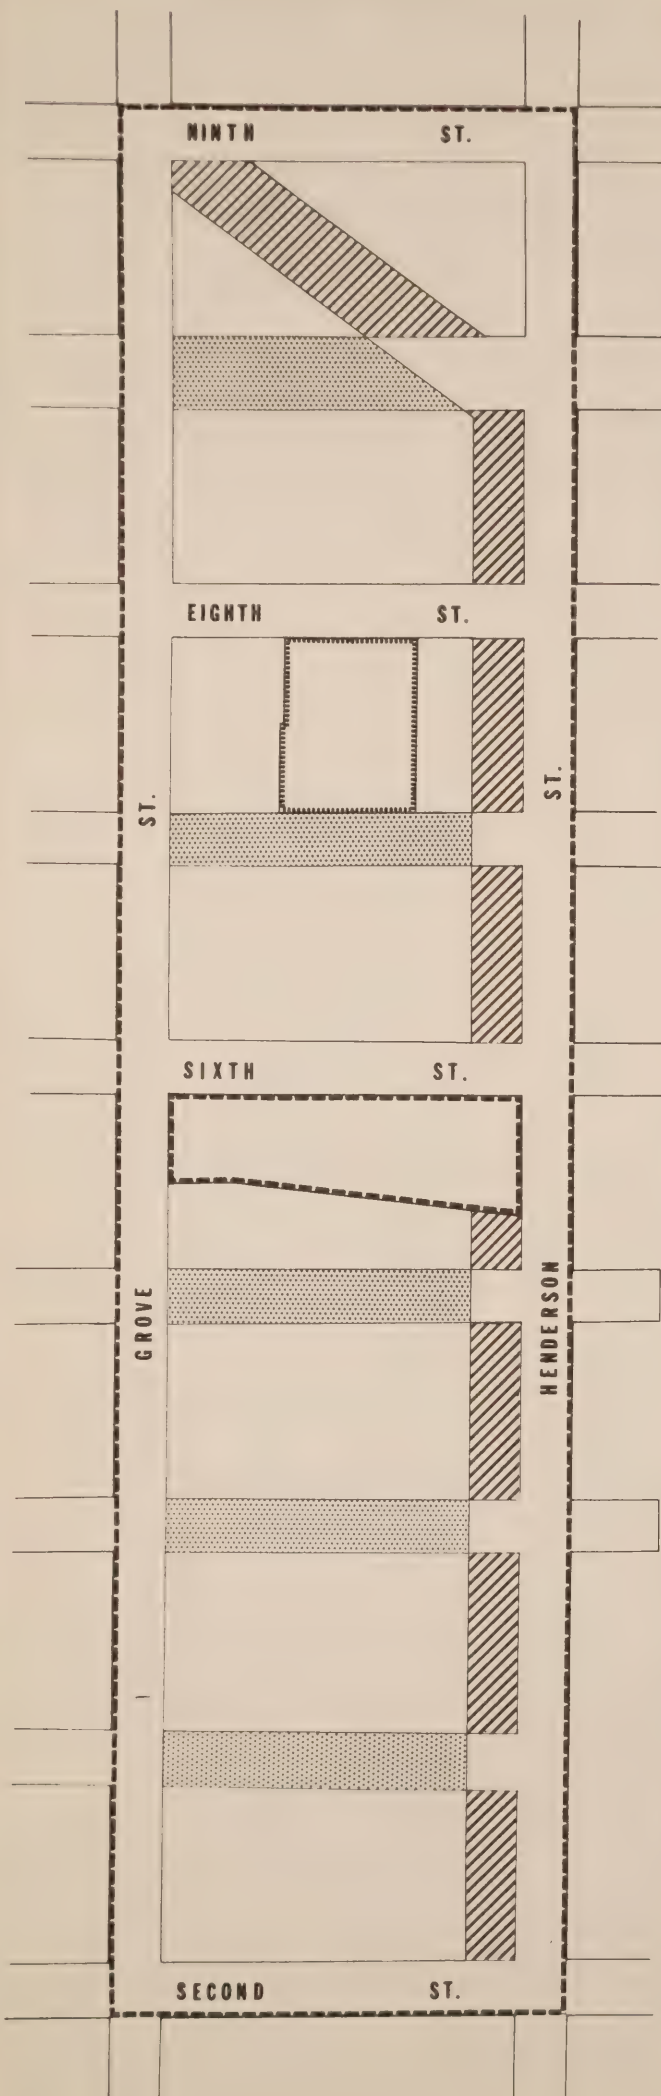 NINTH ST.
EIGHTH ST.
GROVE ST.
HENDERSON ST.
SIXTH ST.
SECOND ST.